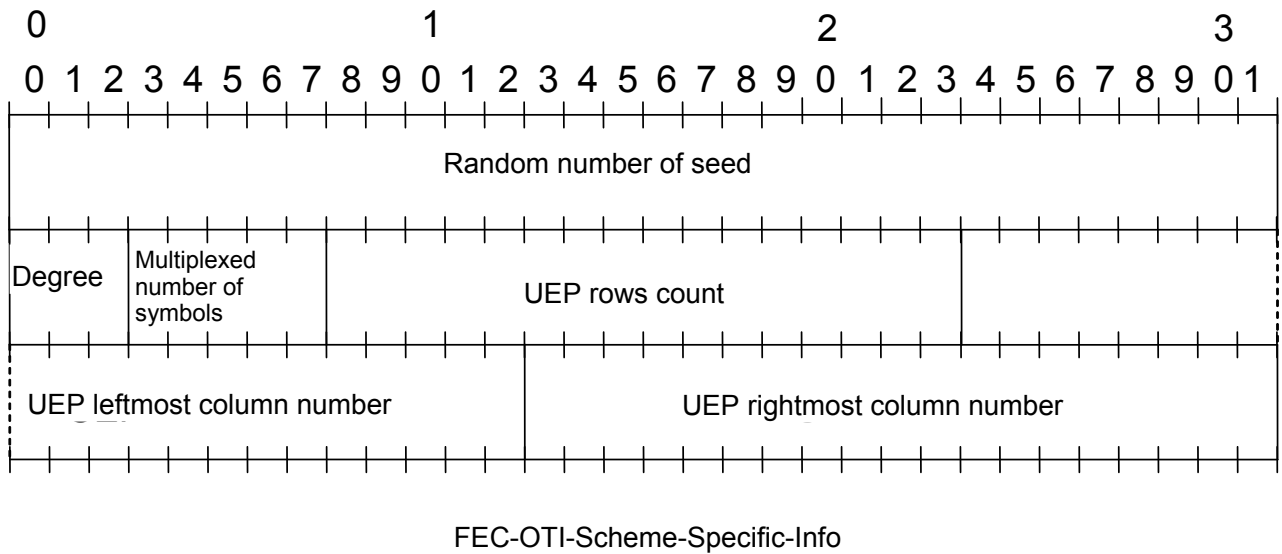 0 1 2 3
0 1 2 3 4 5 6 7 8 9 0 1 2 3 4 5 6 7 8 9 0 1 2 3 4 5 6 7 8 9 0 1
Random number of seed
Degree
Multiplexed
number of
symbols
UEP rows count
UEP leftmost column number
UEP rightmost column number
FEC-OTI-Scheme-Specific-Info